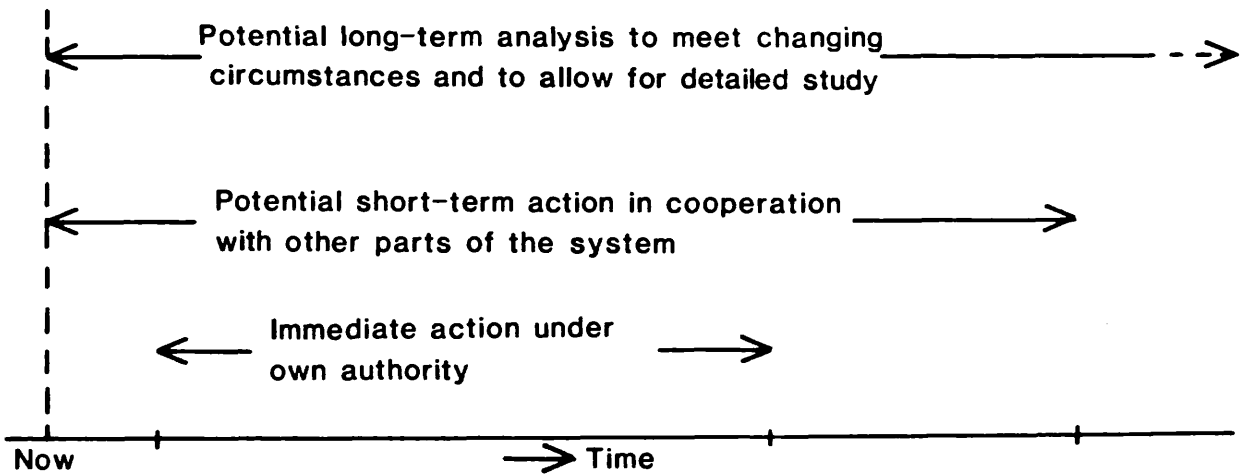 Potential long-term analysis to meet changing
circumstances and to allow for detailed study
Potential short-term action in cooperation
with other parts of the system
Immediate action under
own authority
Now
Time